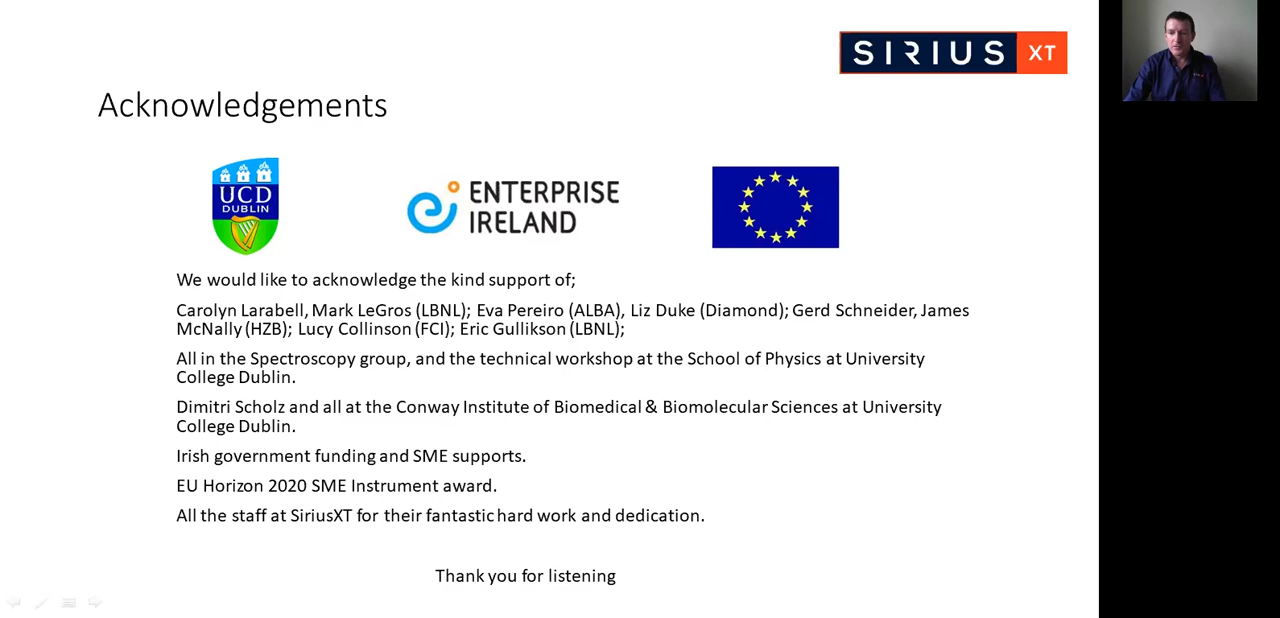 SIRIUS XT
Acknowledgements
UCD
DUBLIN
ENTERPRISE
IRELAND
We would like to acknowledge the kind support of;
Carolyn Larabell, Mark LeGros (LBNL); Eva Pereiro (ALBA), Liz Duke (Diamond); Gerd Schneider, James
McNally (HZB); Lucy Collinson (FCI); Eric Gullikson (LBNL);
All in the Spectroscopy group, and the technical workshop at the School of Physics at University
College Dublin.
Dimitri Scholz and all at the Conway Institute of Biomedical & Biomolecular Sciences at University
College Dublin.
Irish government funding and SME supports.
EU Horizon 2020 SME Instrument award.
All the staff at SiriusXT for their fantastic hard work and dedication.
Thank you for listening